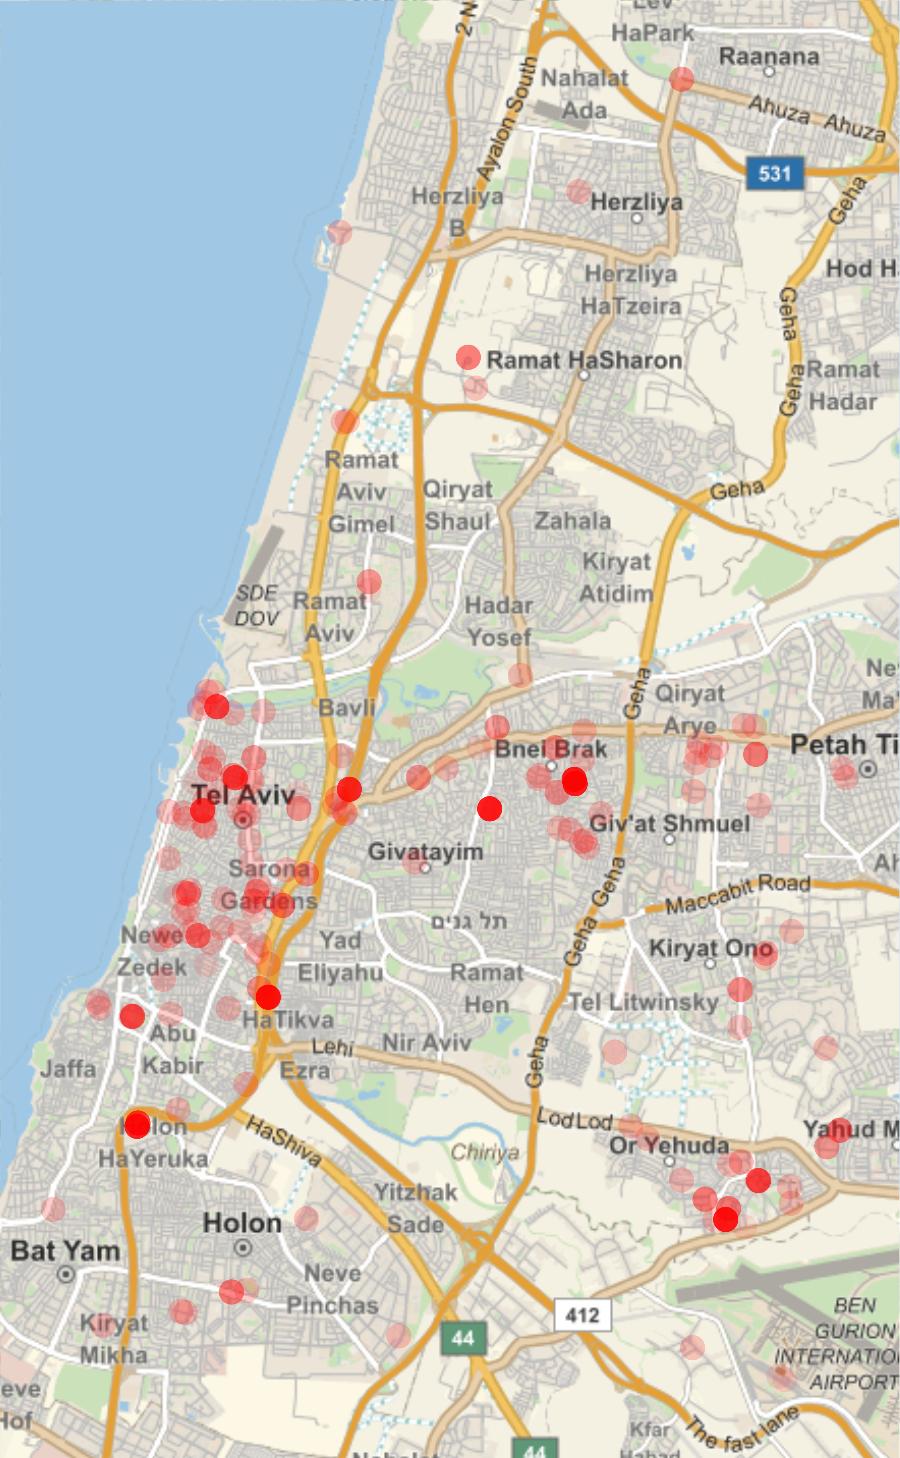 2 N
Lev
HaPark
Raanana
Nahalat
Ada
Ayalon South
Ahuza Ahuza
531
Geha
Herzliya
B
Herzliya
Hod H
Herzliya
HaTzeira
Geha
Ramat HaSharon
Ramat
Hadar
Geha
Ramat
Aviv
Gimel
Qiryat
Shaul
Geha
Zahala
Kiryat
Atidim
SDE
DOV
Ramat
Aviv
Hadar
Yosef
Ne
Ma'
Geha
Qiryat
Arye
Bavli
Bnei Brak
Petah Ti
Tel Aviv
Giv'at Shmuel
Givatayim
Sarona
Gardens
Geha
Maccabit Road
Ah
תל גנים
Newe
Zedek
Yad
Eliyahu
Geha
Kiryat Ono
Ramat
Hen
Tel Litwinsky
HaTikva
Abu
Kabir
Nir Aviv
Lehi
Jaffa
Ezra
Geha
Holon
HaYeruka
HaShiva
Lod Lod
Or Yehuda
Yahud M
Chiriya
Yitzhak
Sade
Holon
Bat Yam
Neve
Pinchas
412
44
Kiryat
Mikha
BEN
GURION
INTERNATIO
AIRPORT
eve
Hof
The fast lane
Kfar
Habad
Nahalat
44